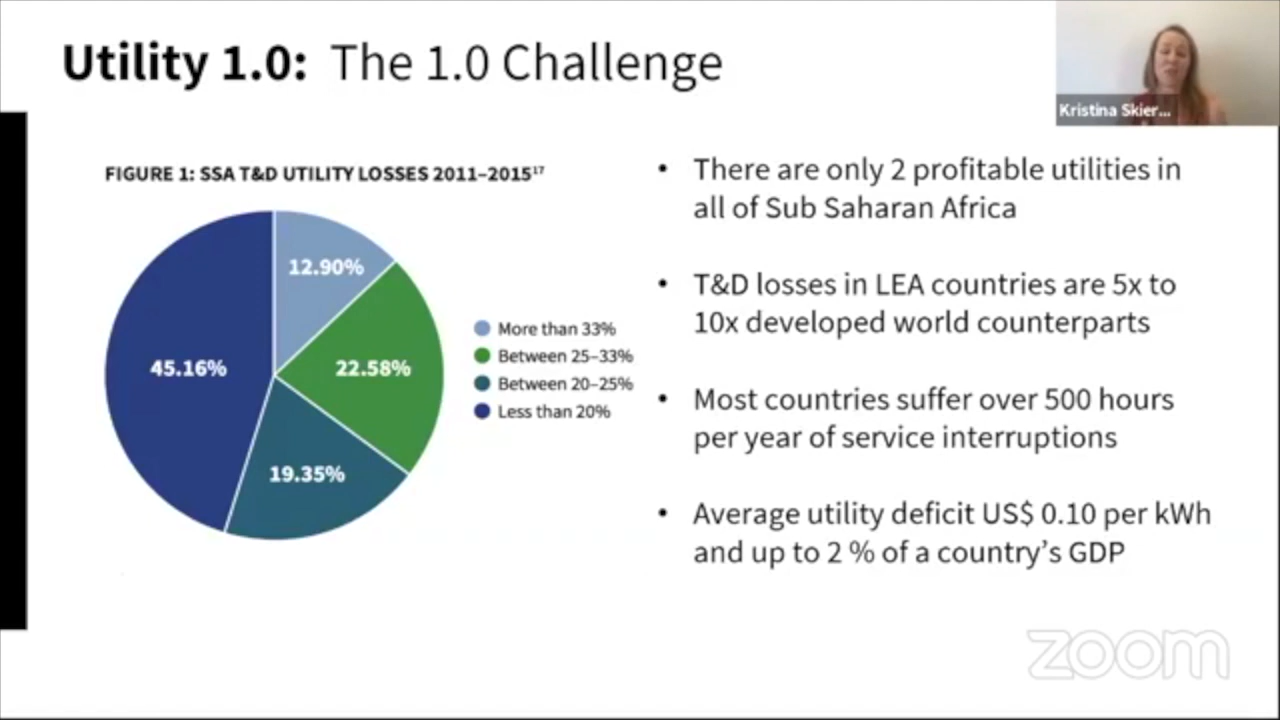 Utility 1.0: The 1.0 Challenge
Kristina Skier...
FIGURE 1: SSA T&D UTILITY LOSSES 2011–2015¹⁷
12.90%
22.58%
19.35%
45.16%
More than 33%
Between 25–33%
Between 20–25%
Less than 20%
• There are only 2 profitable utilities in
all of Sub Saharan Africa
• T&D losses in LEA countries are 5x to
10x developed world counterparts
• Most countries suffer over 500 hours
per year of service interruptions
• Average utility deficit US$ 0.10 per kWh
and up to 2 % of a country’s GDP
zoom